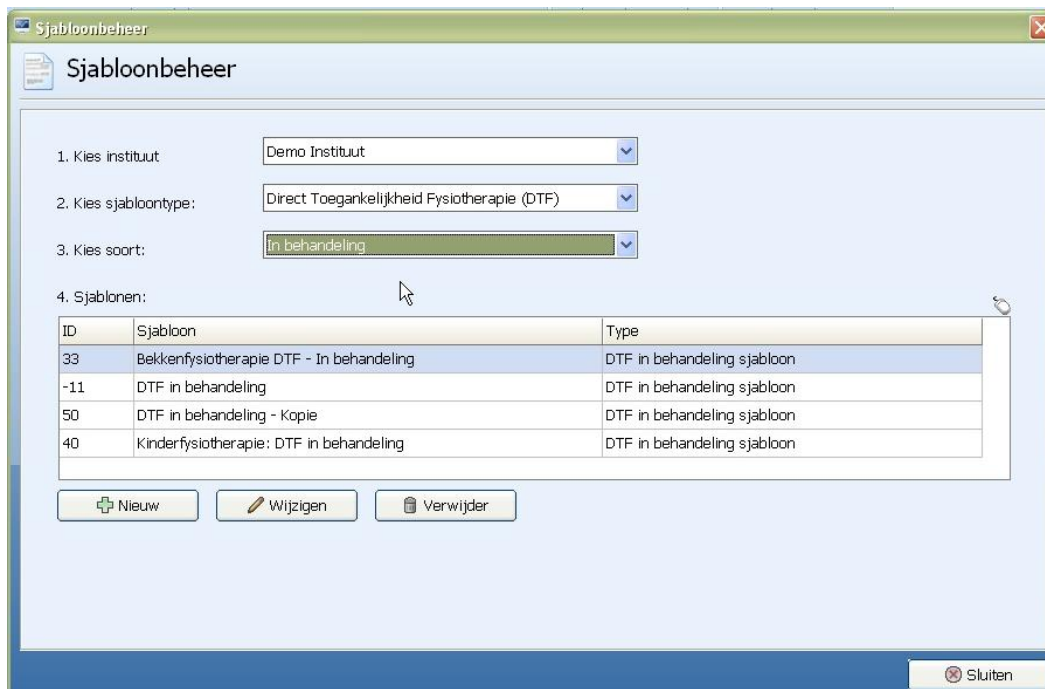 Sjabloonbeheer
Sjabloonbeheer
1. Kies instituut Demo Instituut
2. Kies sjabloontype: Direct Toegankelijkheid Fysiotherapie (DTF)
3. Kies soort: In behandeling
4. Sjablonen:
ID Sjabloon Type
33 Bekkenfysiotherapie DTF - In behandeling DTF in behandeling sjabloon
-11 DTF in behandeling DTF in behandeling sjabloon
50 DTF in behandeling - Kopie DTF in behandeling sjabloon
40 Kinderfysiotherapie: DTF in behandeling DTF in behandeling sjabloon
Nieuw Wijzigen Verwijder
Sluiten